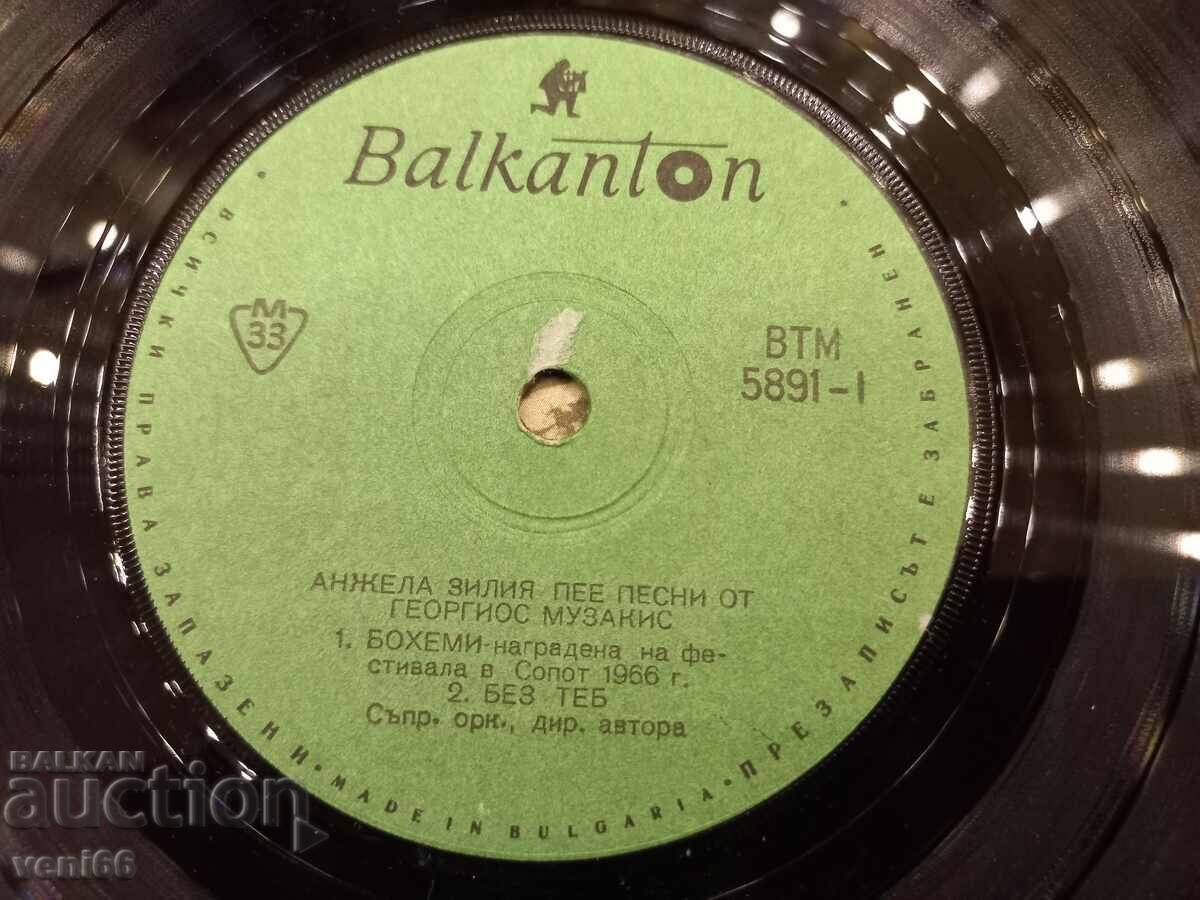 Balkanton
М
33
ВТМ
5891-I
АНЖЕЛА ЗИЛИЯ ПЕЕ ПЕСНИ ОТ
ГЕОРГИОС МУЗАКИС
1. БОХЕМИ-наградена на фе-
стивала в Сопот 1966 г.
2. БЕЗ ТЕБ
Съпр. орк., дир. автора
ВСИЧКИ ПРАВА ЗАПАЗЕНИ • MADE IN BULGARIA • ПРЕЗАПИСЪТ Е ЗАБРАНЕН
BALKAN
auction
veni66